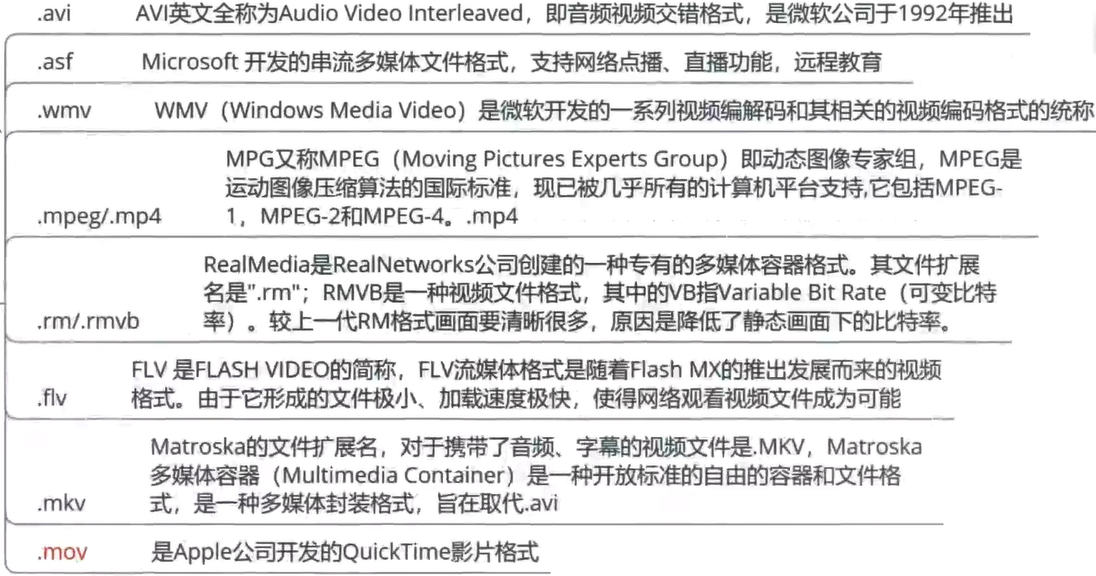 .avi AVI英文全称为Audio Video Interleaved，即音频视频交错格式，是微软公司于1992年推出
.asf Microsoft 开发的串流多媒体文件格式，支持网络点播、直播功能，远程教育
.wmv WMV（Windows Media Video）是微软开发的一系列视频编解码和其相关的视频编码格式的统称
MPG又称MPEG（Moving Pictures Experts Group）即动态图像专家组，MPEG是
运动图像压缩算法的国际标准，现已被几乎所有的计算机平台支持,它包括MPEG-
.mpeg/.mp4 1，MPEG-2和MPEG-4。.mp4
RealMedia是RealNetworks公司创建的一种专有的多媒体容器格式。其文件扩展
名是".rm"；RMVB是一种视频文件格式，其中的VB指Variable Bit Rate（可变比特
.rm/.rmvb 率）。较上一代RM格式画面要清晰很多，原因是降低了静态画面下的比特率。
FLV 是FLASH VIDEO的简称，FLV流媒体格式是随着Flash MX的推出发展而来的视频
.flv 格式。由于它形成的文件极小、加载速度极快，使得网络观看视频文件成为可能
Matroska的文件扩展名，对于携带了音频、字幕的视频文件是.MKV，Matroska
多媒体容器（Multimedia Container）是一种开放标准的自由的容器和文件格
.mkv 式，是一种多媒体封装格式，旨在取代.avi
.mov 是Apple公司开发的QuickTime影片格式